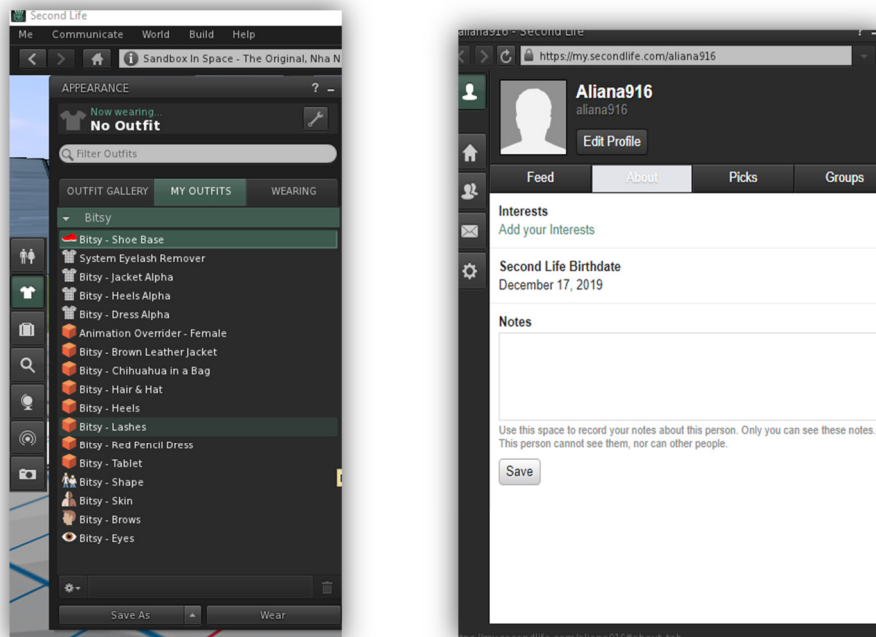 Second Life
Me Communicate World Build Help
Sandbox In Space - The Original, Nha N
APPEARANCE ?
Now wearing...
No Outfit
Filter Outfits
OUTFIT GALLERY MY OUTFITS WEARING
Bitsy
Bitsy - Shoe Base
System Eyelash Remover
Bitsy - Jacket Alpha
Bitsy - Heels Alpha
Bitsy - Dress Alpha
Animation Overrider - Female
Bitsy - Brown Leather Jacket
Bitsy - Chihuahua in a Bag
Bitsy - Hair & Hat
Bitsy - Heels
Bitsy - Lashes
Bitsy - Red Pencil Dress
Bitsy - Tablet
Bitsy - Shape
Bitsy - Skin
Bitsy - Brows
Bitsy - Eyes
Save As Wear
aliana916 - Second Life ?
https://my.secondlife.com/aliana916
Aliana916
aliana916
Edit Profile
Feed About Picks Groups
Interests
Add your Interests
Second Life Birthdate
December 17, 2019
Notes
Use this space to record your notes about this person. Only you can see these notes.
This person cannot see them, nor can other people.
Save